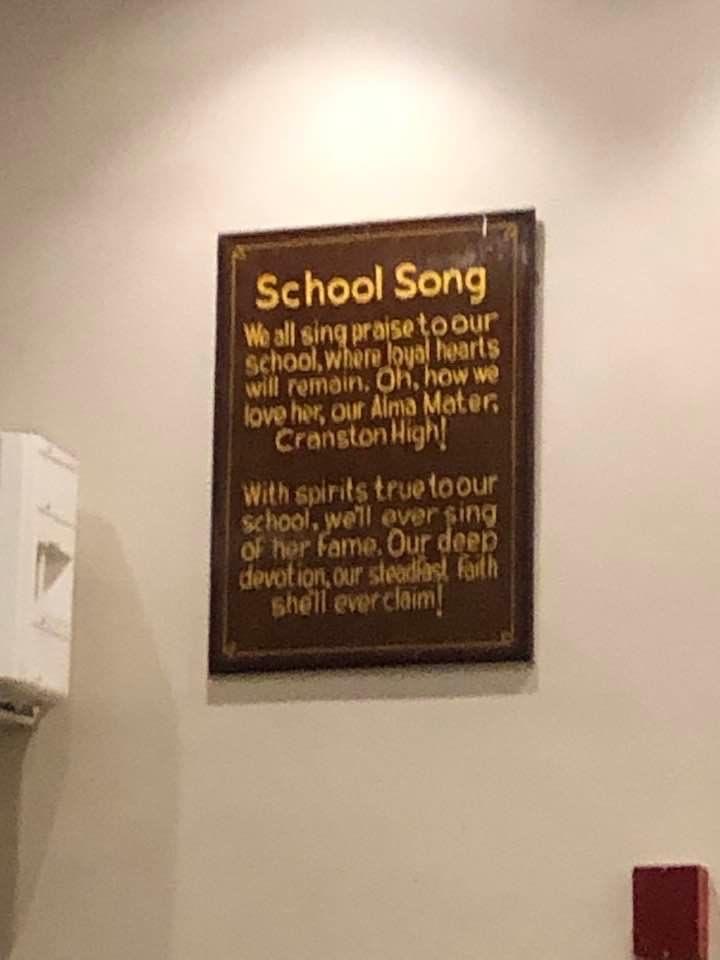 School Song
We all sing praise to our
school, where loyal hearts
will remain. Oh, how we
love her, our Alma Mater,
Cranston High!
With spirits true to our
school, we'll ever sing
of her fame. Our deep
devotion, our steadfast faith
she'll ever claim!